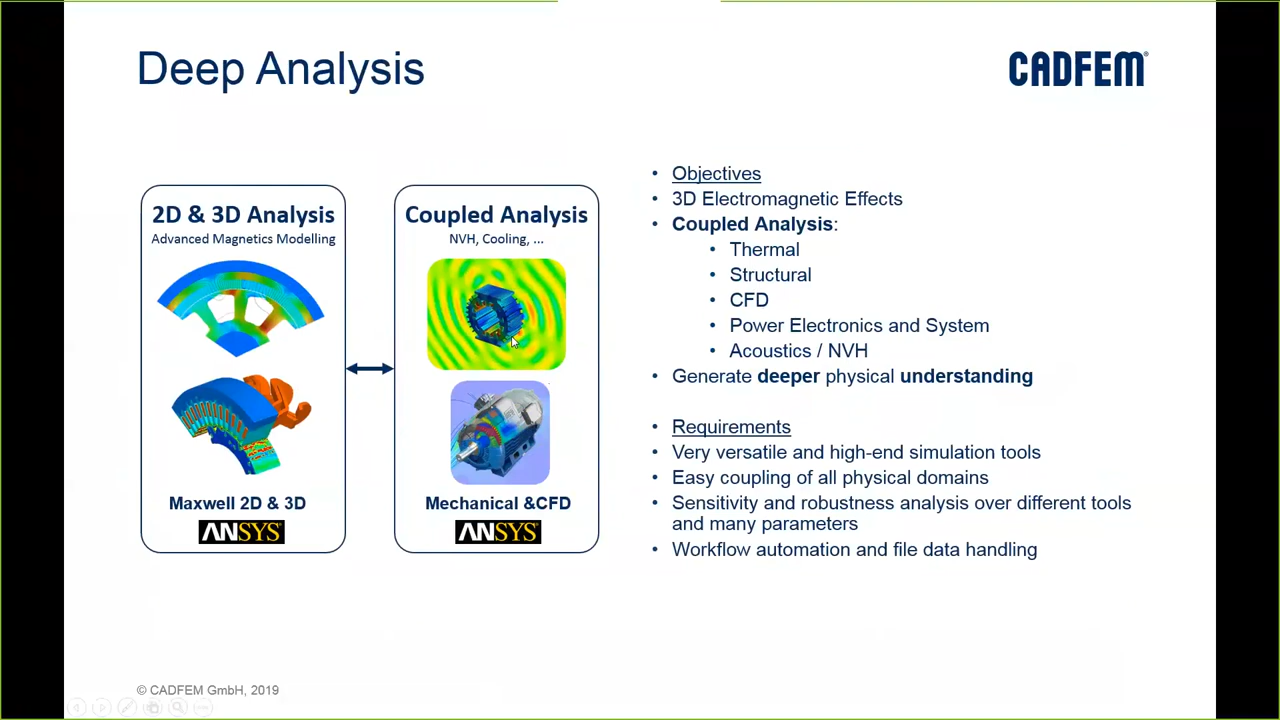 Deep Analysis
CADFEM®
2D & 3D Analysis
Advanced Magnetics Modelling
Maxwell 2D & 3D
ANSYS
Coupled Analysis
NVH, Cooling, ...
Mechanical &CFD
ANSYS
• Objectives
• 3D Electromagnetic Effects
• Coupled Analysis:
• Thermal
• Structural
• CFD
• Power Electronics and System
• Acoustics / NVH
• Generate deeper physical understanding
• Requirements
• Very versatile and high-end simulation tools
• Easy coupling of all physical domains
• Sensitivity and robustness analysis over different tools
and many parameters
• Workflow automation and file data handling
© CADFEM GmbH, 2019